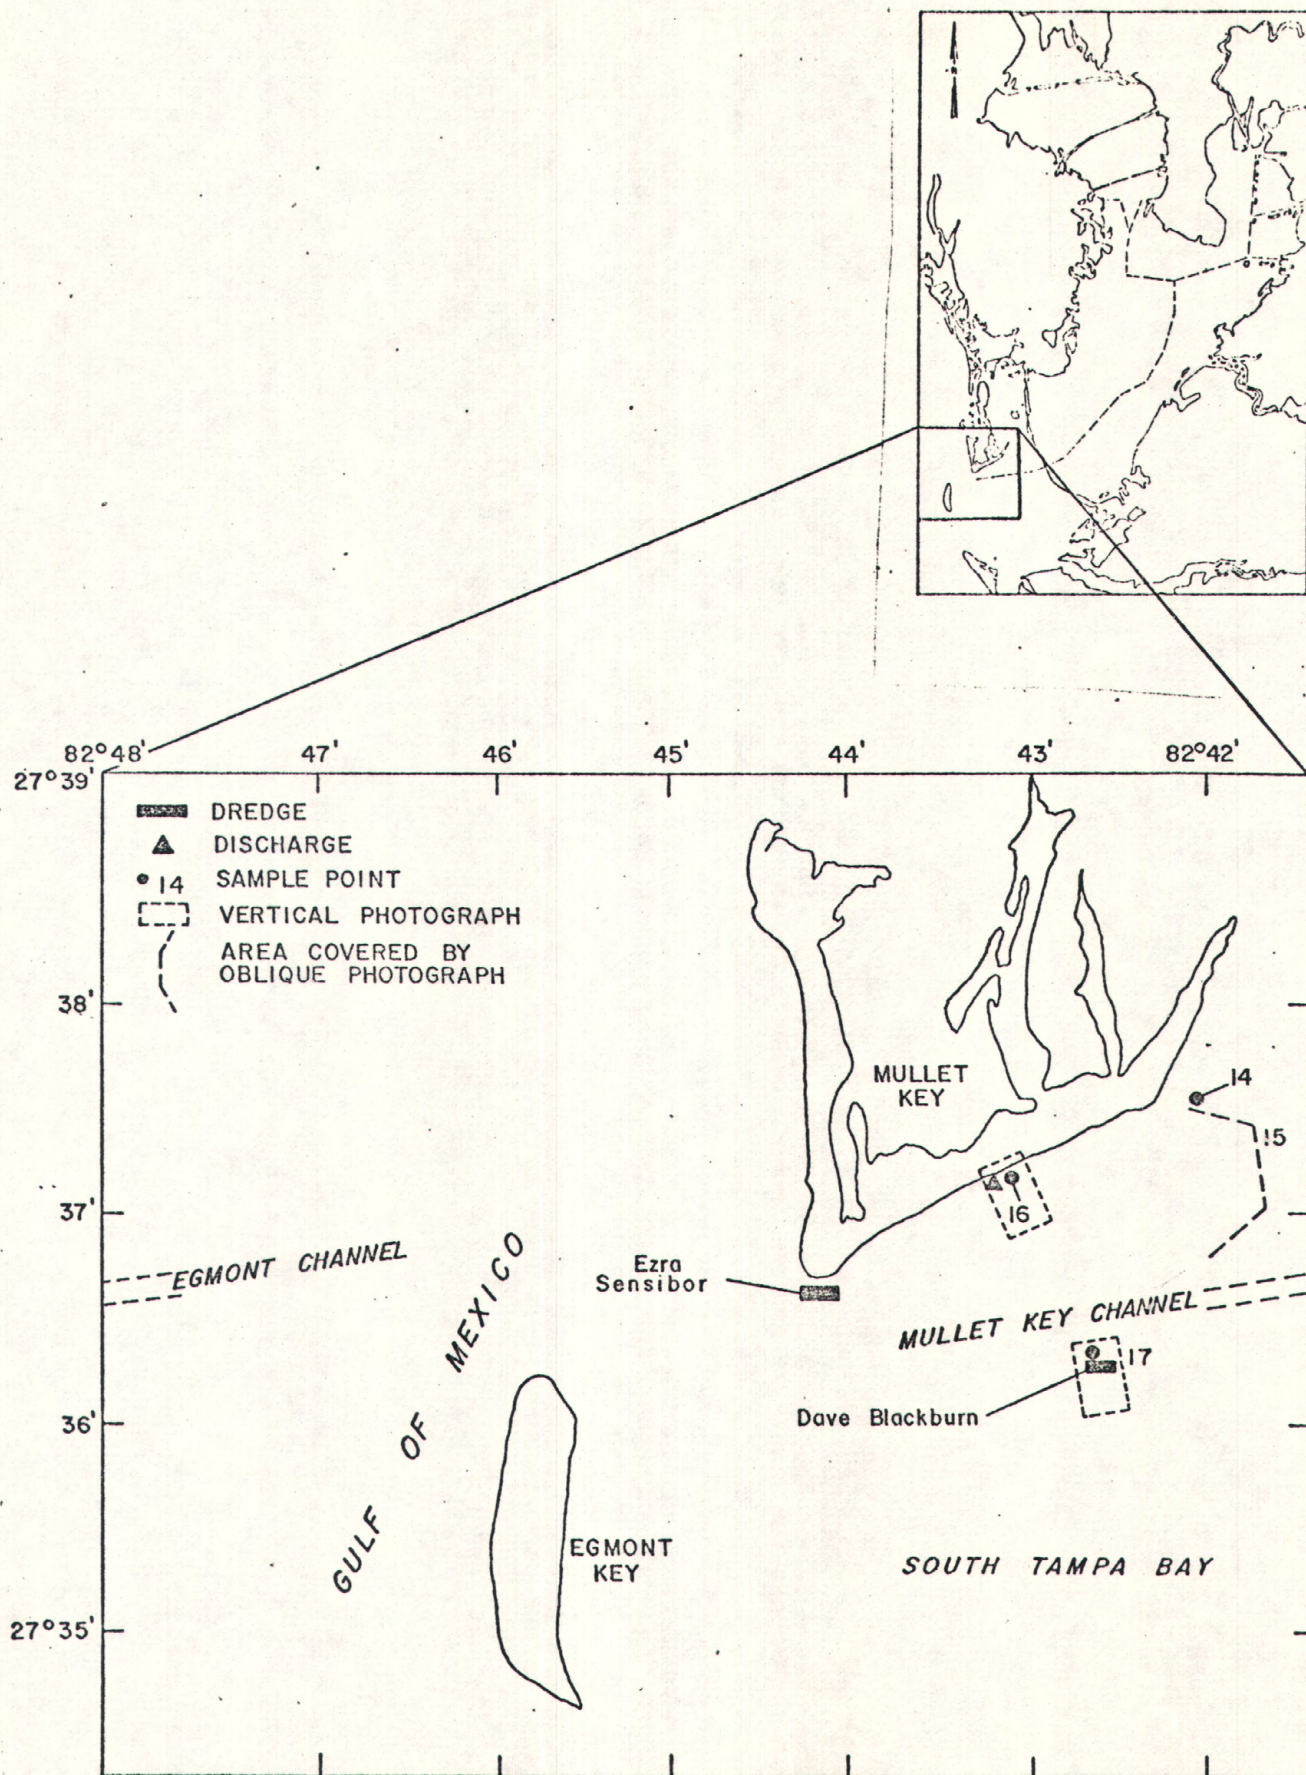 82°48' 47' 46' 45' 44' 43' 82°42'
27°39'
DREDGE
DISCHARGE
14 SAMPLE POINT
VERTICAL PHOTOGRAPH
AREA COVERED BY
OBLIQUE PHOTOGRAPH
38'
MULLET
KEY
14
15
37'
16
EGMONT CHANNEL
Ezra
Sensibor
MULLET KEY CHANNEL
17
36'
Dave Blackburn
GULF OF MEXICO
EGMONT
KEY
SOUTH TAMPA BAY
27°35'